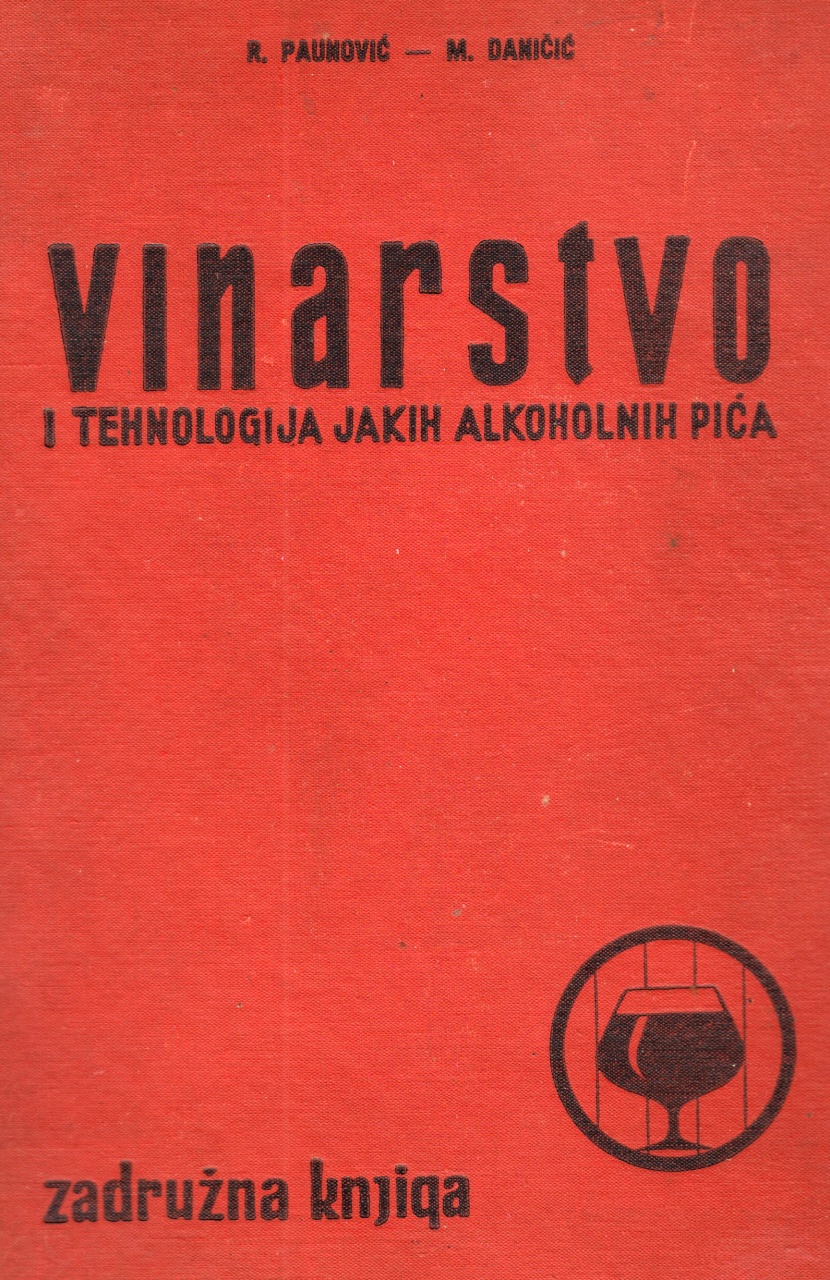 R. PAUNOVIĆ — M. DANIČIĆ
vinarstvo
I TEHNOLOGIJA JAKIH ALKOHOLNIH PIĆA
zadružna knjiga